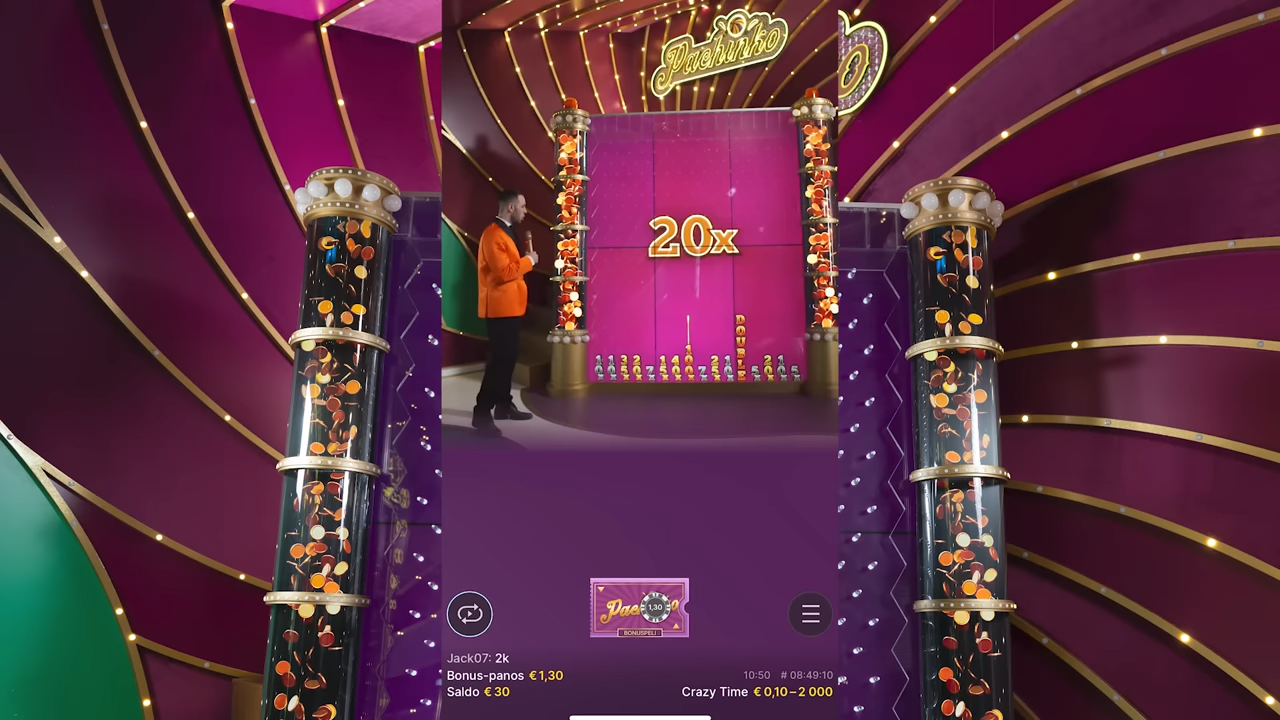 Pachinko
20x
DOUBLE
1,30
BONUSPELI
Jack07: 2k
Bonus-panos €1,30
10:50 # 08:49:10
Saldo €30
Crazy Time €0,10–2 000